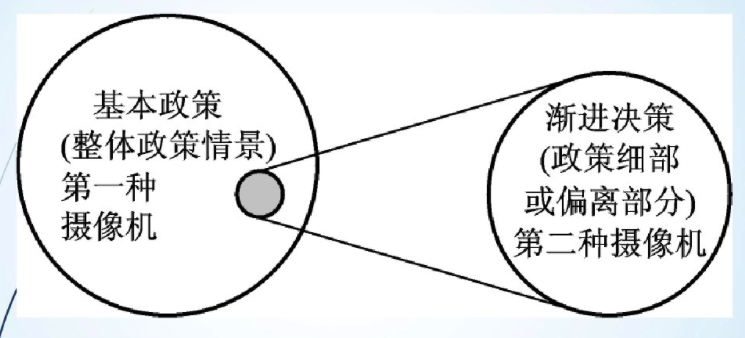 基本政策
(整体政策情景)
第一种
摄像机
渐进决策
(政策细部
或偏离部分)
第二种摄像机